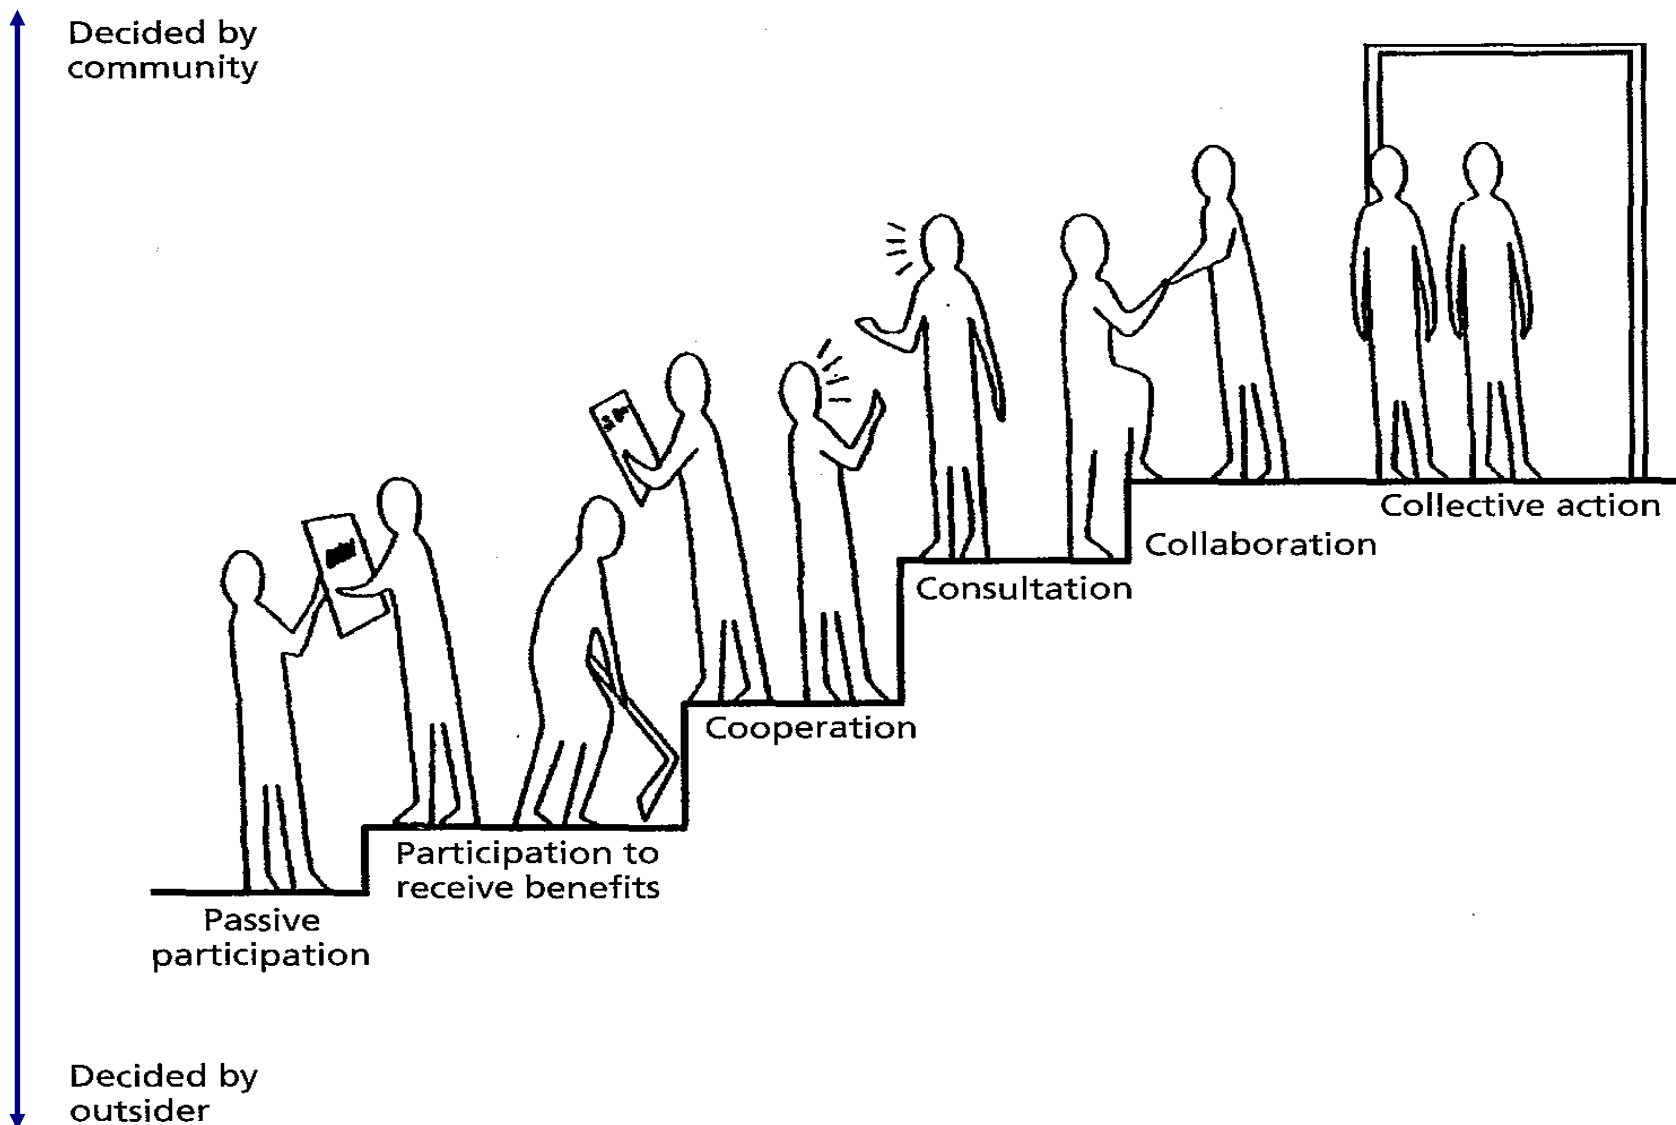 Decided by
community
Collective action
Collaboration
Consultation
Cooperation
Participation to
receive benefits
Passive
participation
Decided by
outsider